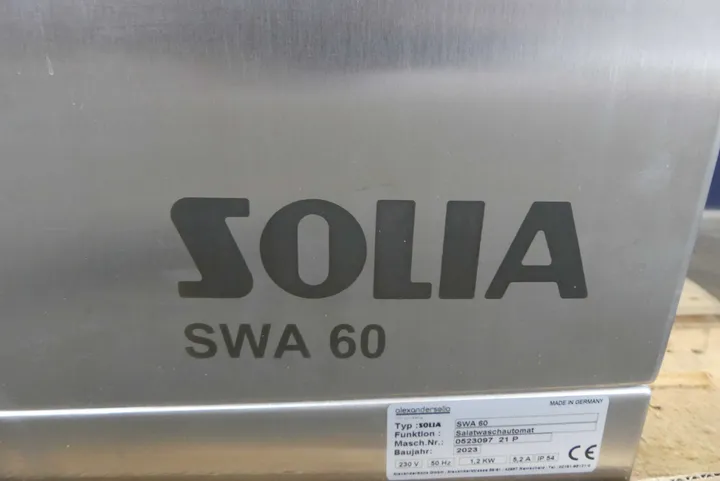 SOLIA
SWA 60
alexandersolia
MADE IN GERMANY
Typ :SOLIA SWA 60
Funktion : Salatwaschautomat
Masch.Nr.: 0523097 21 P
Baujahr: 2023
230 V 50 Hz 1,2 KW 5,2 A IP 54
CE